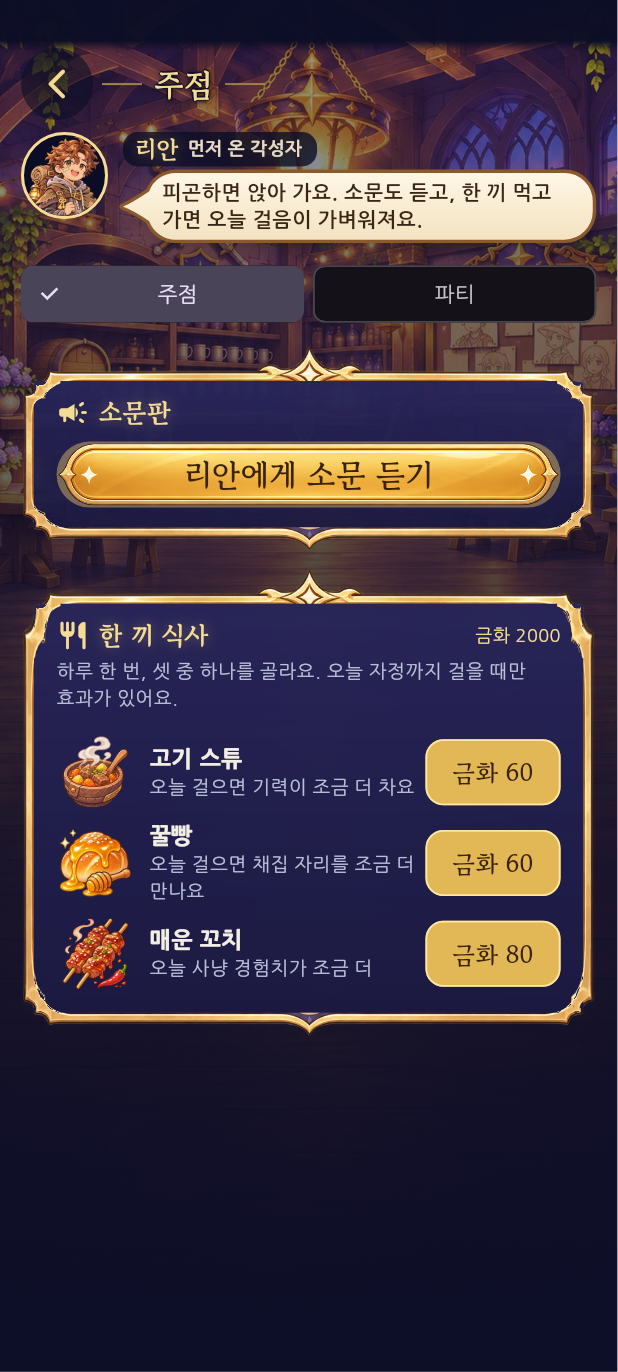 주점
리안 먼저 온 각성자
피곤하면 앉아 가요. 소문도 듣고, 한 끼 먹고
가면 오늘 걸음이 가벼워져요.
주점
파티
소문판
리안에게 소문 듣기
한 끼 식사
금화 2000
하루 한 번, 셋 중 하나를 골라요. 오늘 자정까지 걸을 때만
효과가 있어요.
고기 스튜
오늘 걸으면 기력이 조금 더 차요
금화 60
꿀빵
오늘 걸으면 채집 자리를 조금 더
만나요
금화 60
매운 꼬치
오늘 사냥 경험치가 조금 더
금화 80